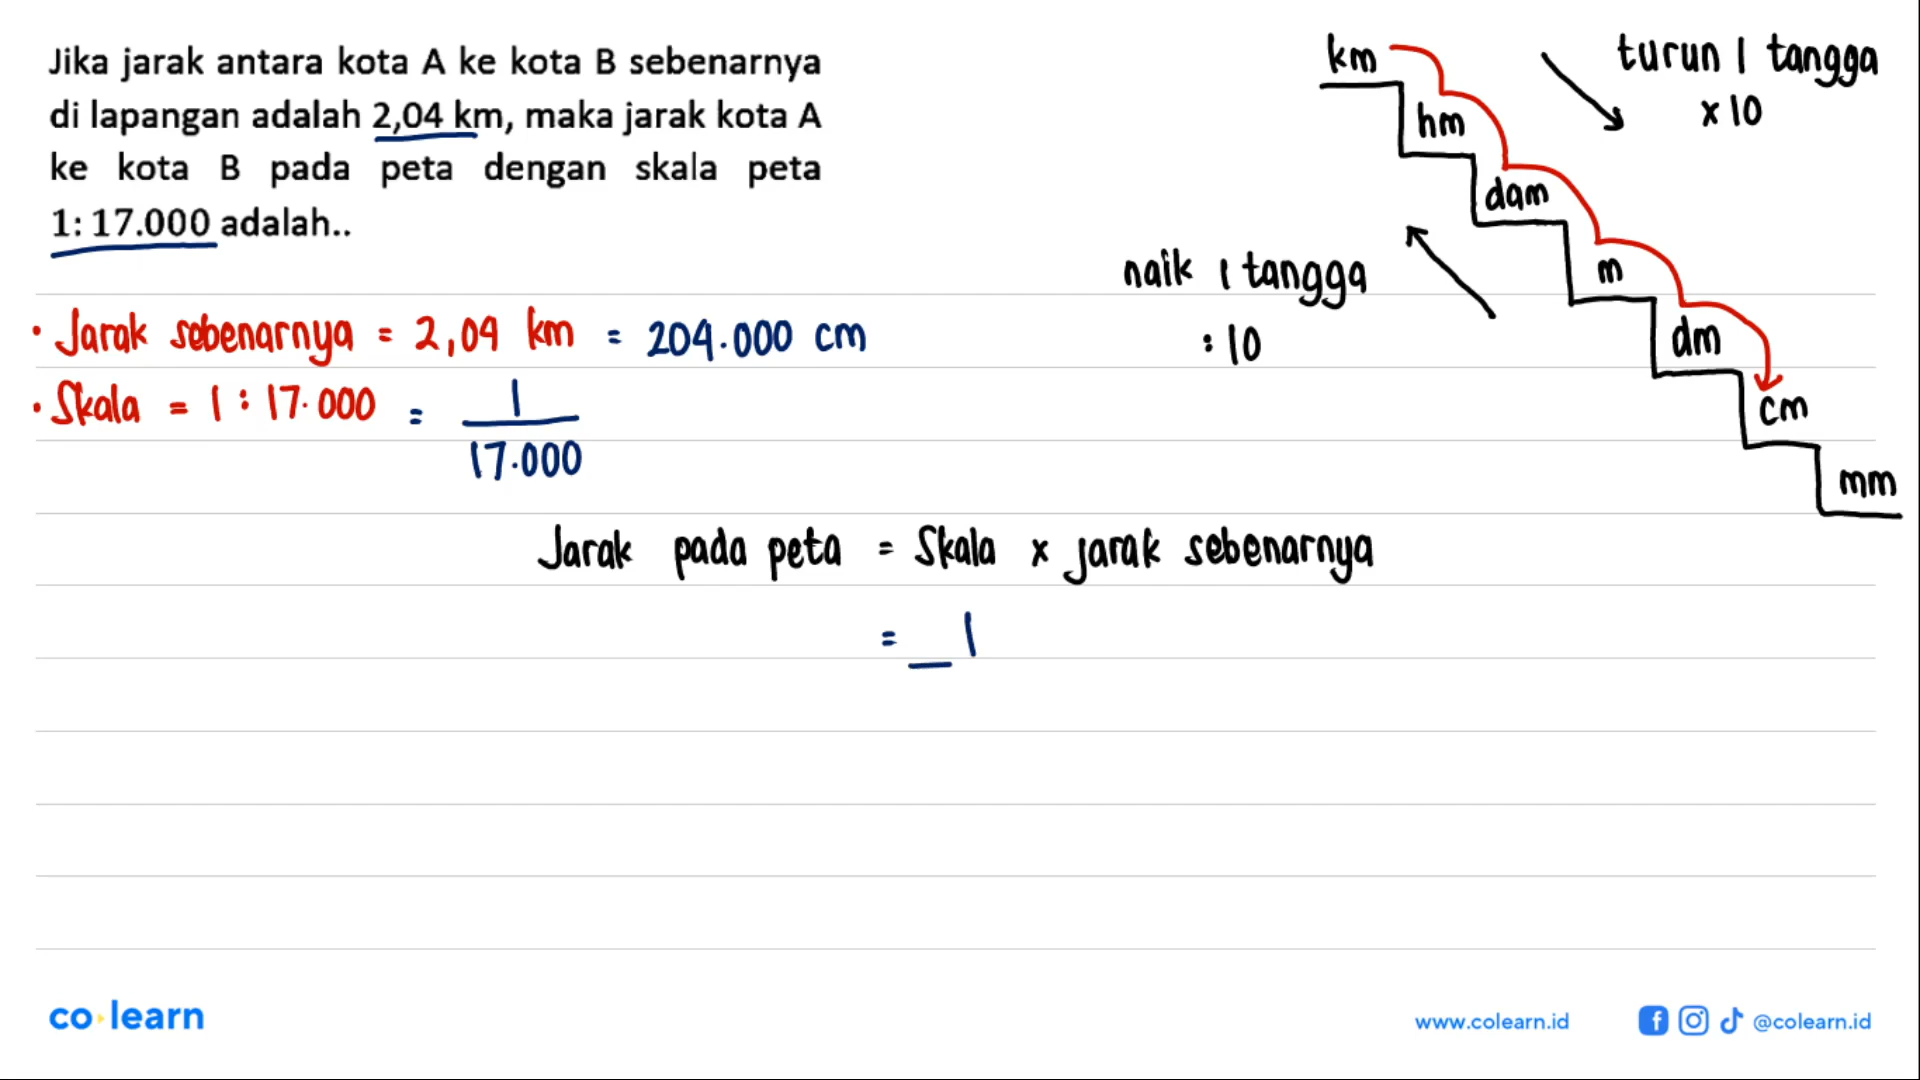 Jika jarak antara kota A ke kota B sebenarnya
di lapangan adalah 2,04 km, maka jarak kota A
ke kota B pada peta dengan skala peta
1: 17.000 adalah..
km
hm
dam
m
dm
cm
mm
turun 1 tangga
x 10
naik 1 tangga
: 10
• Jarak sebenarnya = 2,04 km = 204.000 cm
• Skala = 1 : 17.000 = 1
17.000
Jarak pada peta = Skala x jarak sebenarnya
= _ 1
co learn
www.colearn.id
@colearn.id